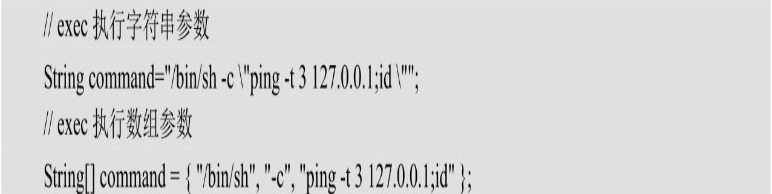 // exec 执行字符串参数
String command="/bin/sh -c \"ping -t 3 127.0.0.1;id \"";
// exec 执行数组参数
String[] command = { "/bin/sh", "-c", "ping -t 3 127.0.0.1;id" };